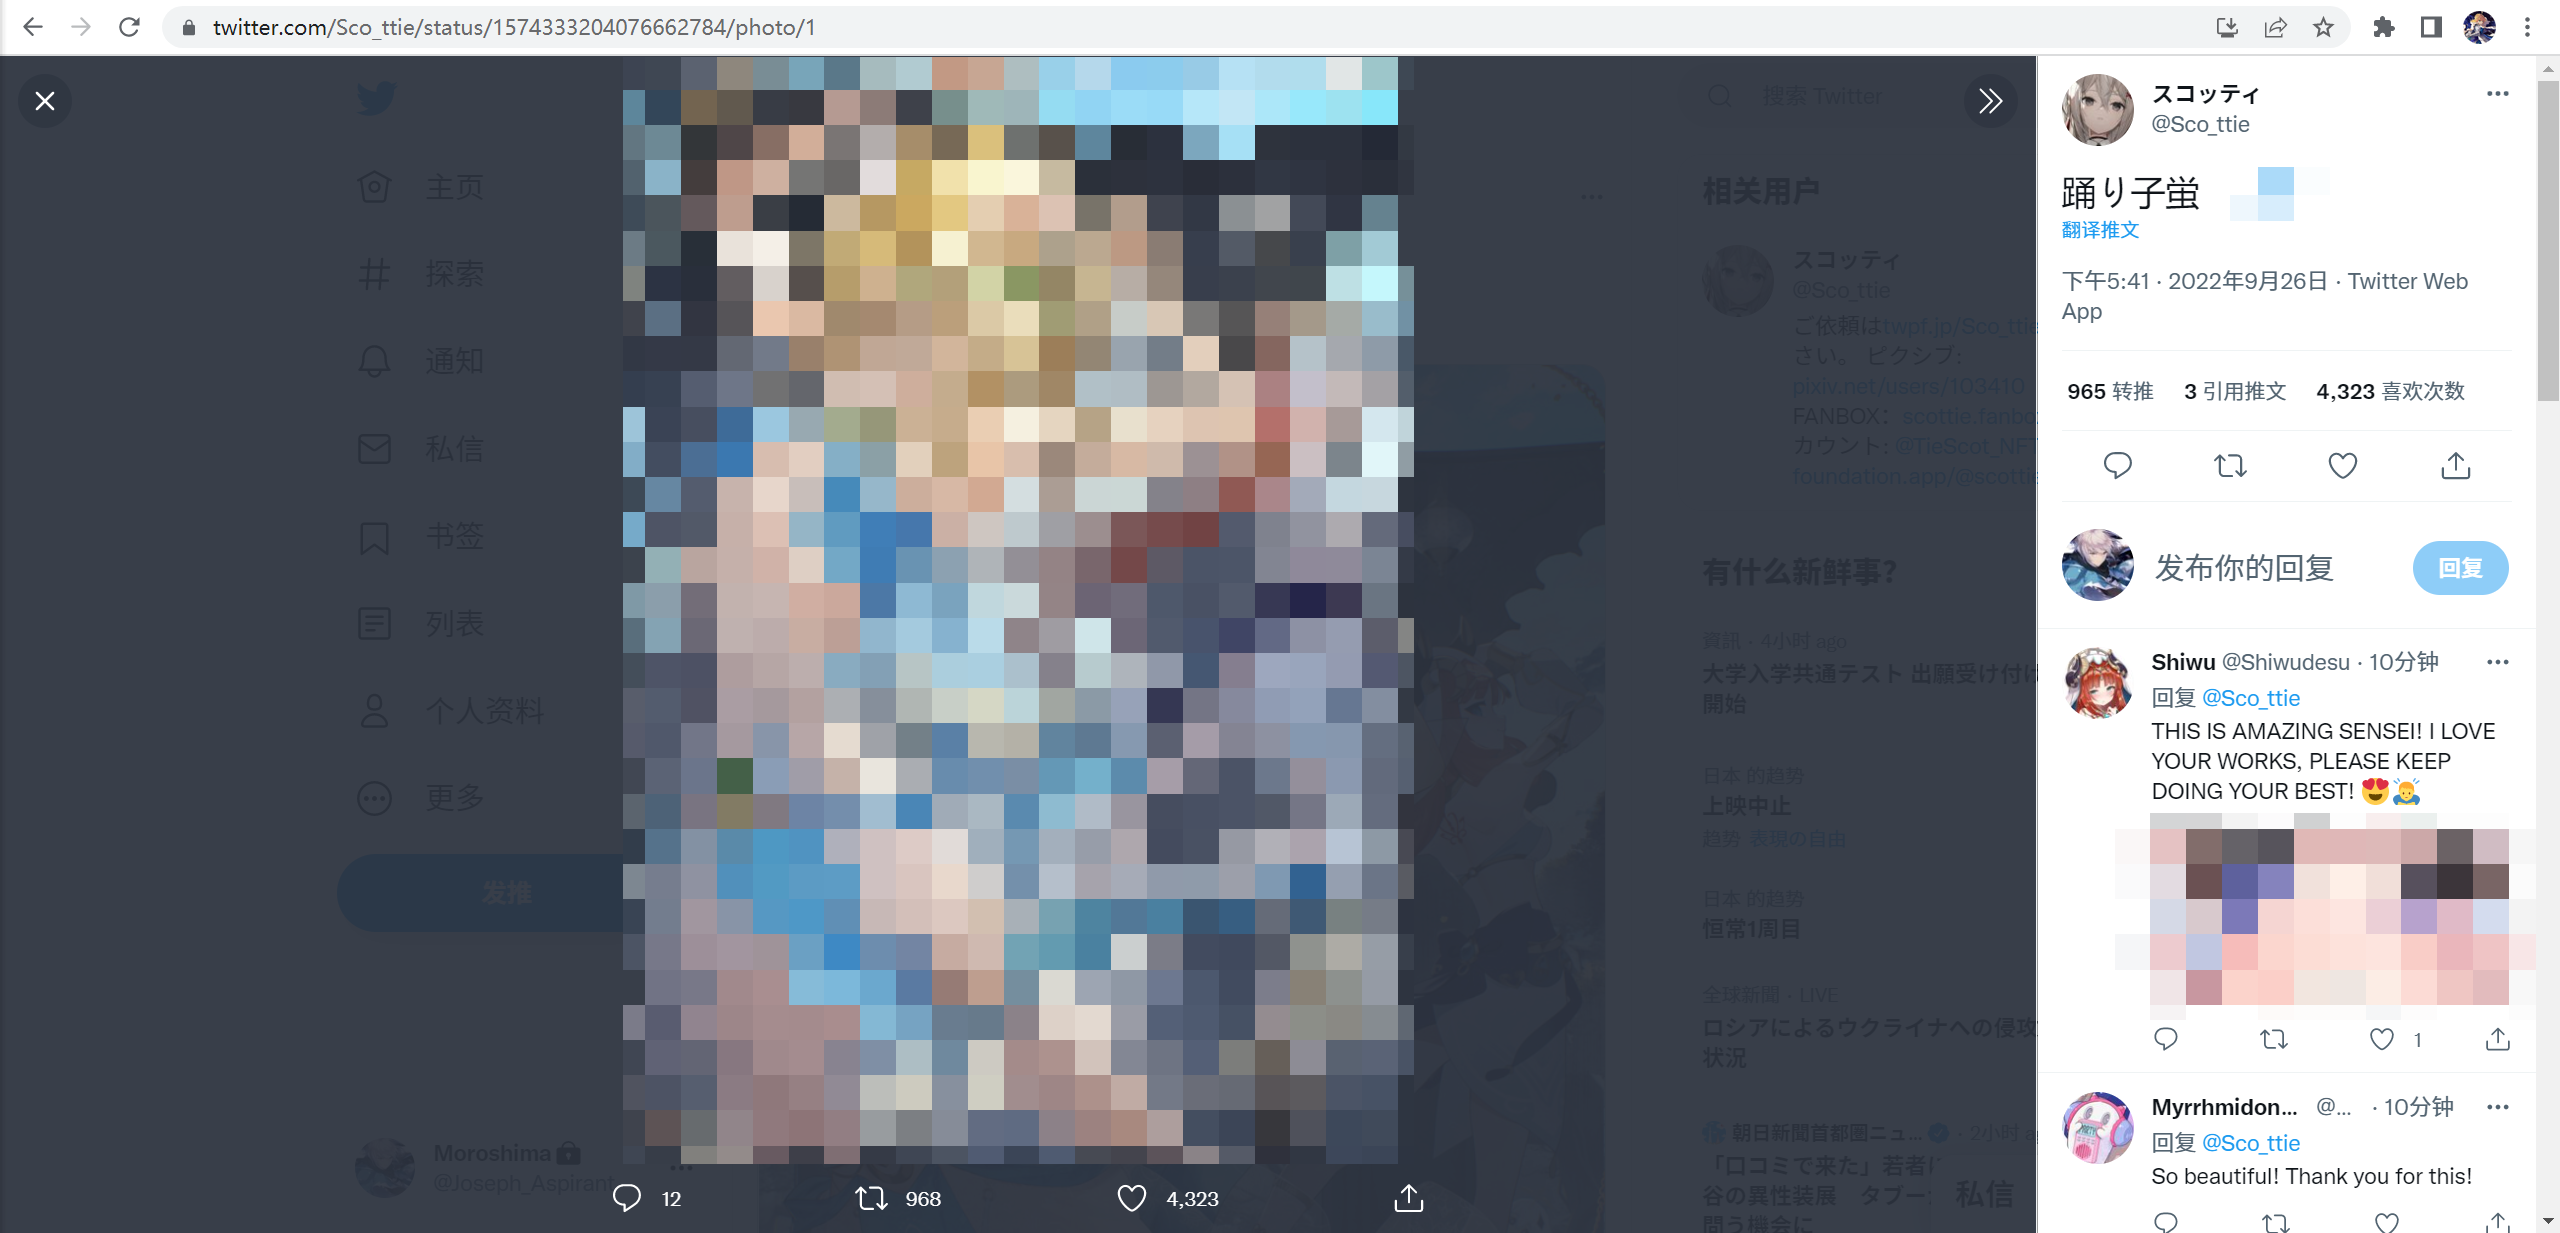 twitter.com/Sco_ttie/status/1574333204076662784/photo/1
搜索 Twitter
主页
探索
通知
私信
书签
列表
个人资料
更多
发推
Moroshima
@Joseph_Aspirant
12
968
4,323
相关用户
スコッティ
@Sco_ttie
ご依頼はtwpf.jp/Sco_ttie
さい。 ピクシブ:
pixiv.net/users/103410
FANBOX: scottie.fanbo
カウント: @TieScot_NFT
foundation.app/@scottie
有什么新鲜事?
資訊 · 4小时 ago
大学入学共通テスト 出願受け付け
開始
日本 的趋势
上映中止
趋势 表現の自由
日本 的趋势
恒常1周目
全球新聞 · LIVE
ロシアによるウクライナへの侵攻
状況
朝日新聞首都圏ニュ... · 2小时 a
「口コミで来た」若者に
谷の異性装展 タブー
問う機会に
私信
スコッティ
@Sco_ttie
踊り子蛍
翻译推文
下午5:41 · 2022年9月26日 · Twitter Web
App
965 转推 3 引用推文 4,323 喜欢次数
发布你的回复
回复
Shiwu @Shiwudesu · 10分钟
回复 @Sco_ttie
THIS IS AMAZING SENSEI! I LOVE
YOUR WORKS, PLEASE KEEP
DOING YOUR BEST! 😍🙇
1
Myrrhmidon... @... · 10分钟
回复 @Sco_ttie
So beautiful! Thank you for this!